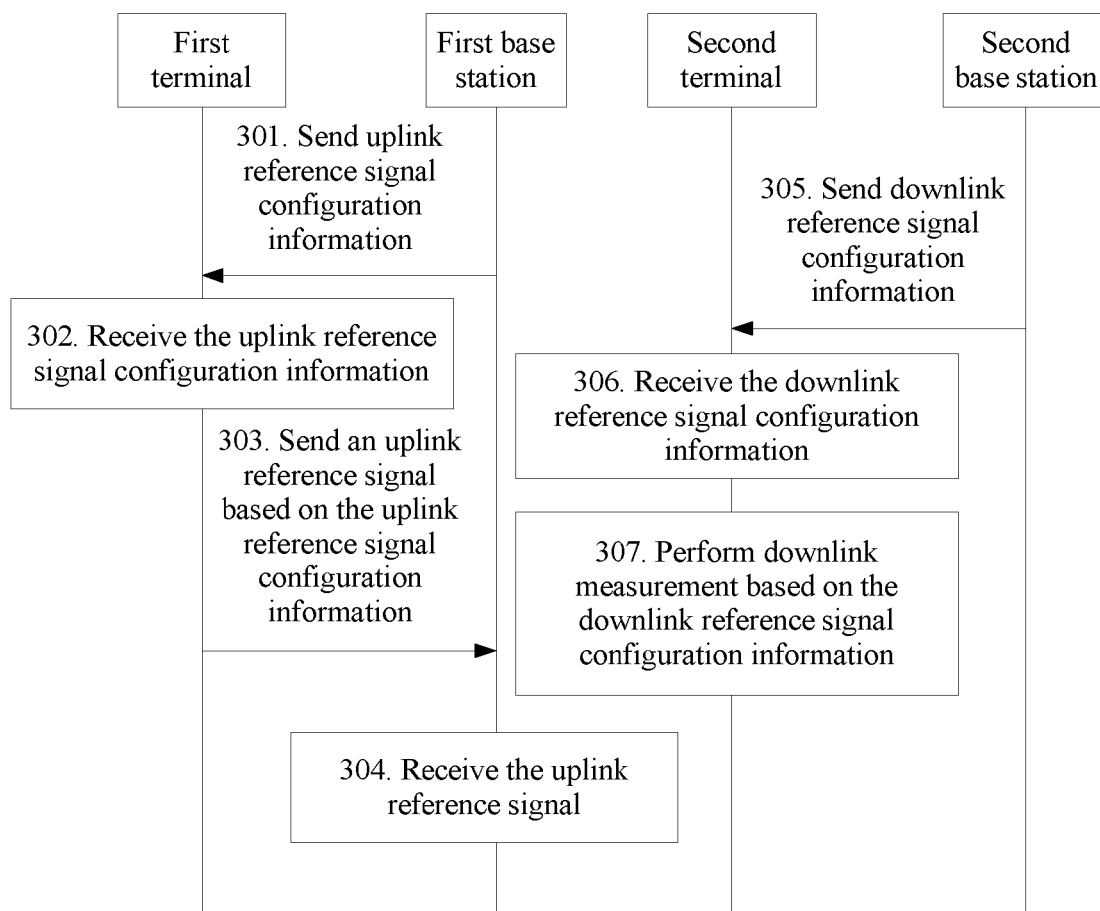 First
terminal
First base
station
Second
terminal
Second
base station
301. Send uplink
reference signal
configuration
information
305. Send downlink
reference signal
configuration
information
302. Receive the uplink reference
signal configuration information
306. Receive the downlink
reference signal configuration
information
303. Send an uplink
reference signal
based on the uplink
reference signal
configuration
information
307. Perform downlink
measurement based on the
downlink reference signal
configuration information
304. Receive the uplink
reference signal